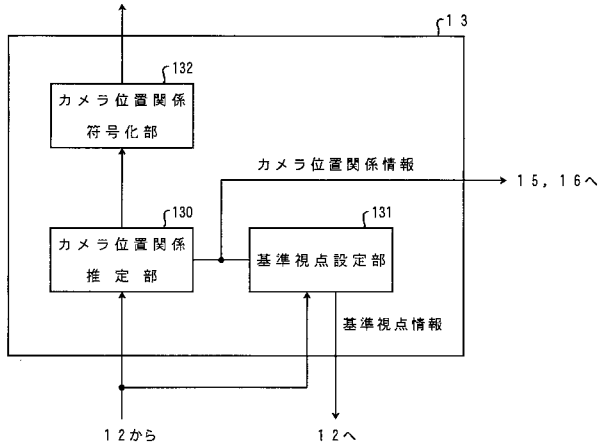 13
132
カメラ位置関係
符号化部
カメラ位置関係情報
15, 16へ
130
131
カメラ位置関係
推定部
基準視点設定部
基準視点情報
12から
12へ